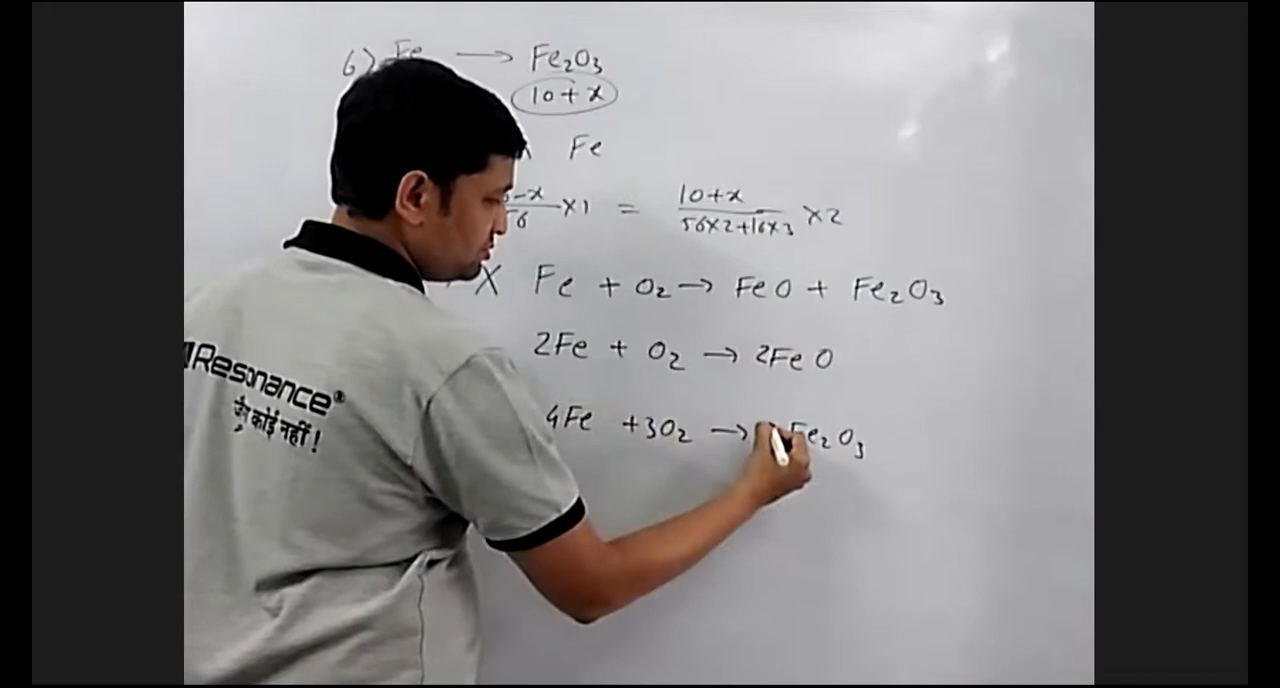 6) Fe → Fe₂O₃
10 + x
Fe
-x ×1 = 10+x / 56×2+16×3 ×2
X Fe + O₂ → FeO + Fe₂O₃
2Fe + O₂ → 2FeO
4Fe + 3O₂ → Fe₂O₃
Resonance®
जैसा कोई नहीं !